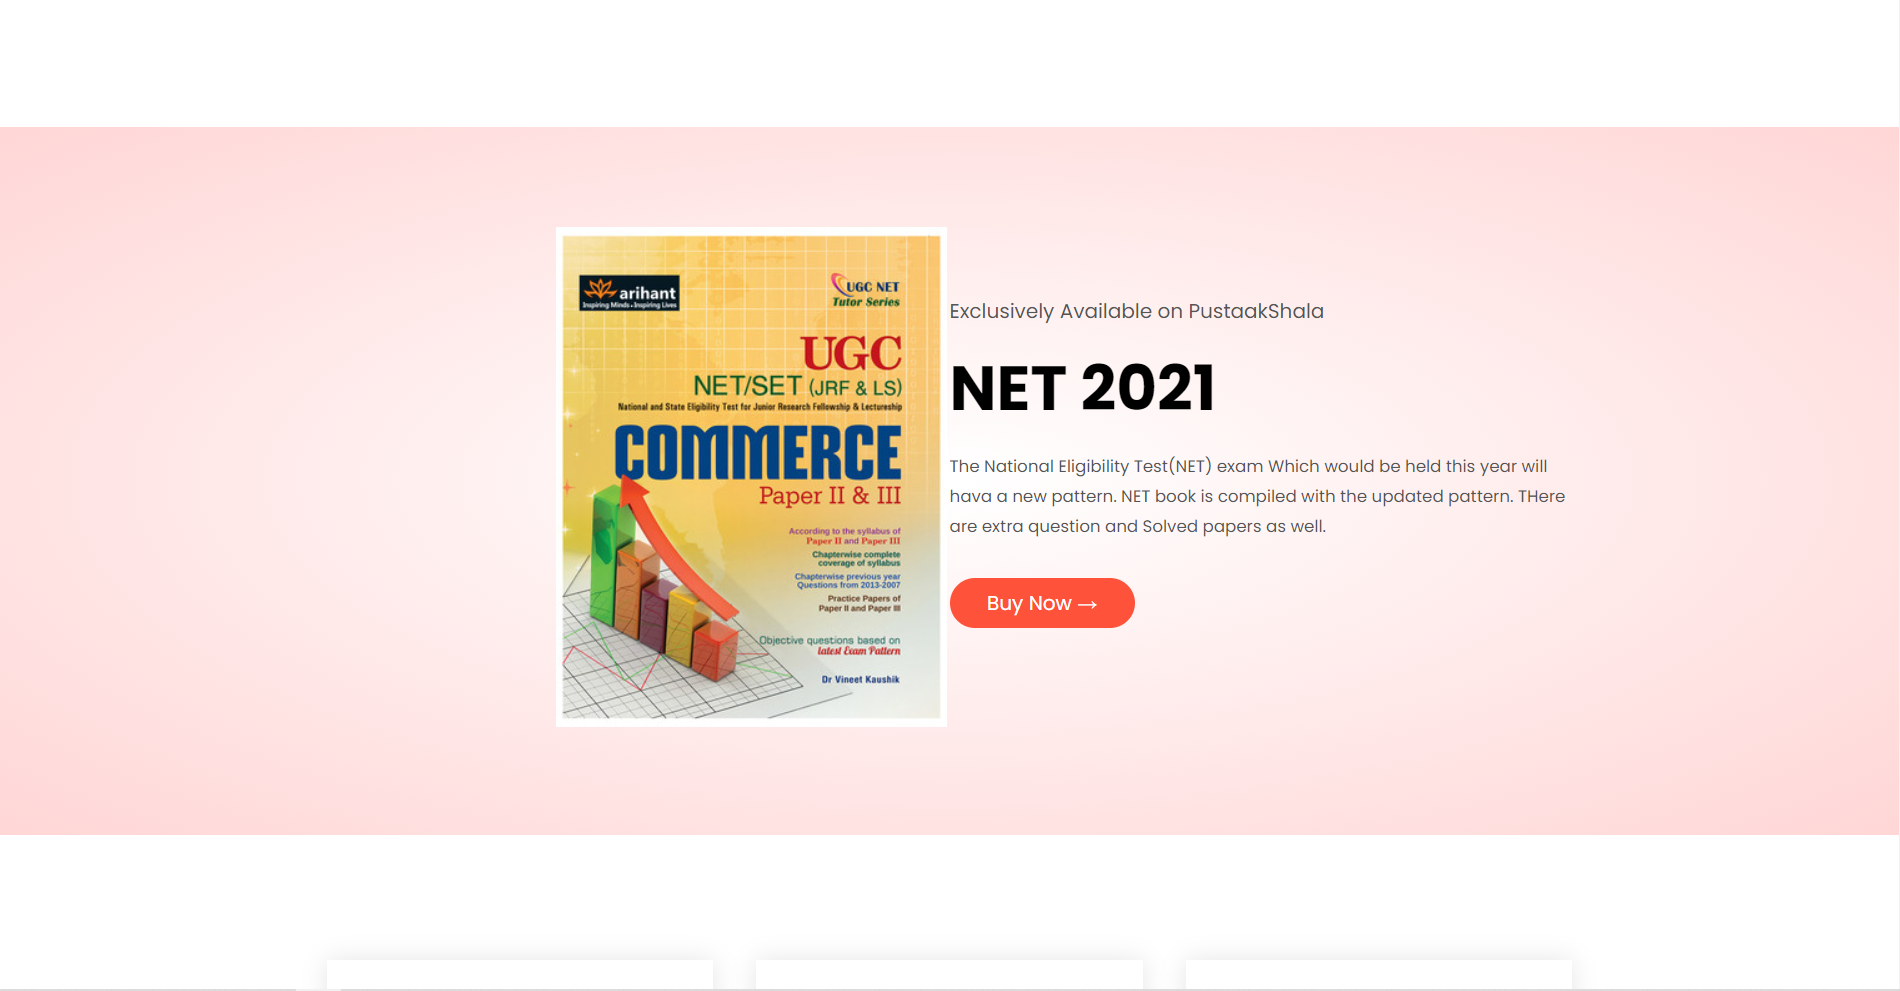 arihant
Inspiring Minds • Inspiring Lives
UGC NET
Tutor Series
UGC
NET/SET (JRF & LS)
National and State Eligibility Test for Junior Research Fellowship & Lectureship
COMMERCE
Paper II & III
According to the syllabus of
Paper II and Paper III
Chapterwise complete
coverage of syllabus
Chapterwise previous year
Questions from 2013-2007
Practice Papers of
Paper II and Paper III
Objective questions based on
latest Exam Pattern
Dr Vineet Kaushik
Exclusively Available on PustaakShala
NET 2021
The National Eligibility Test(NET) exam Which would be held this year will
hava a new pattern. NET book is compiled with the updated pattern. THere
are extra question and Solved papers as well.
Buy Now →